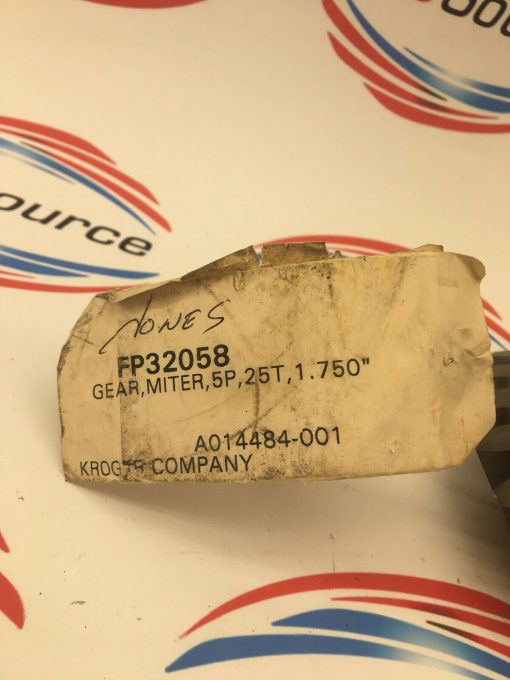 ource
JONES
FP32058
GEAR,MITER,5P,25T,1.750"
A014484-001
KROGER COMPANY